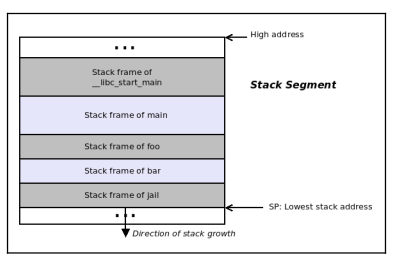 High address
...
Stack frame of
__libc_start_main
Stack Segment
Stack frame of main
Stack frame of foo
Stack frame of bar
Stack frame of jail
SP: Lowest stack address
...
Direction of stack growth